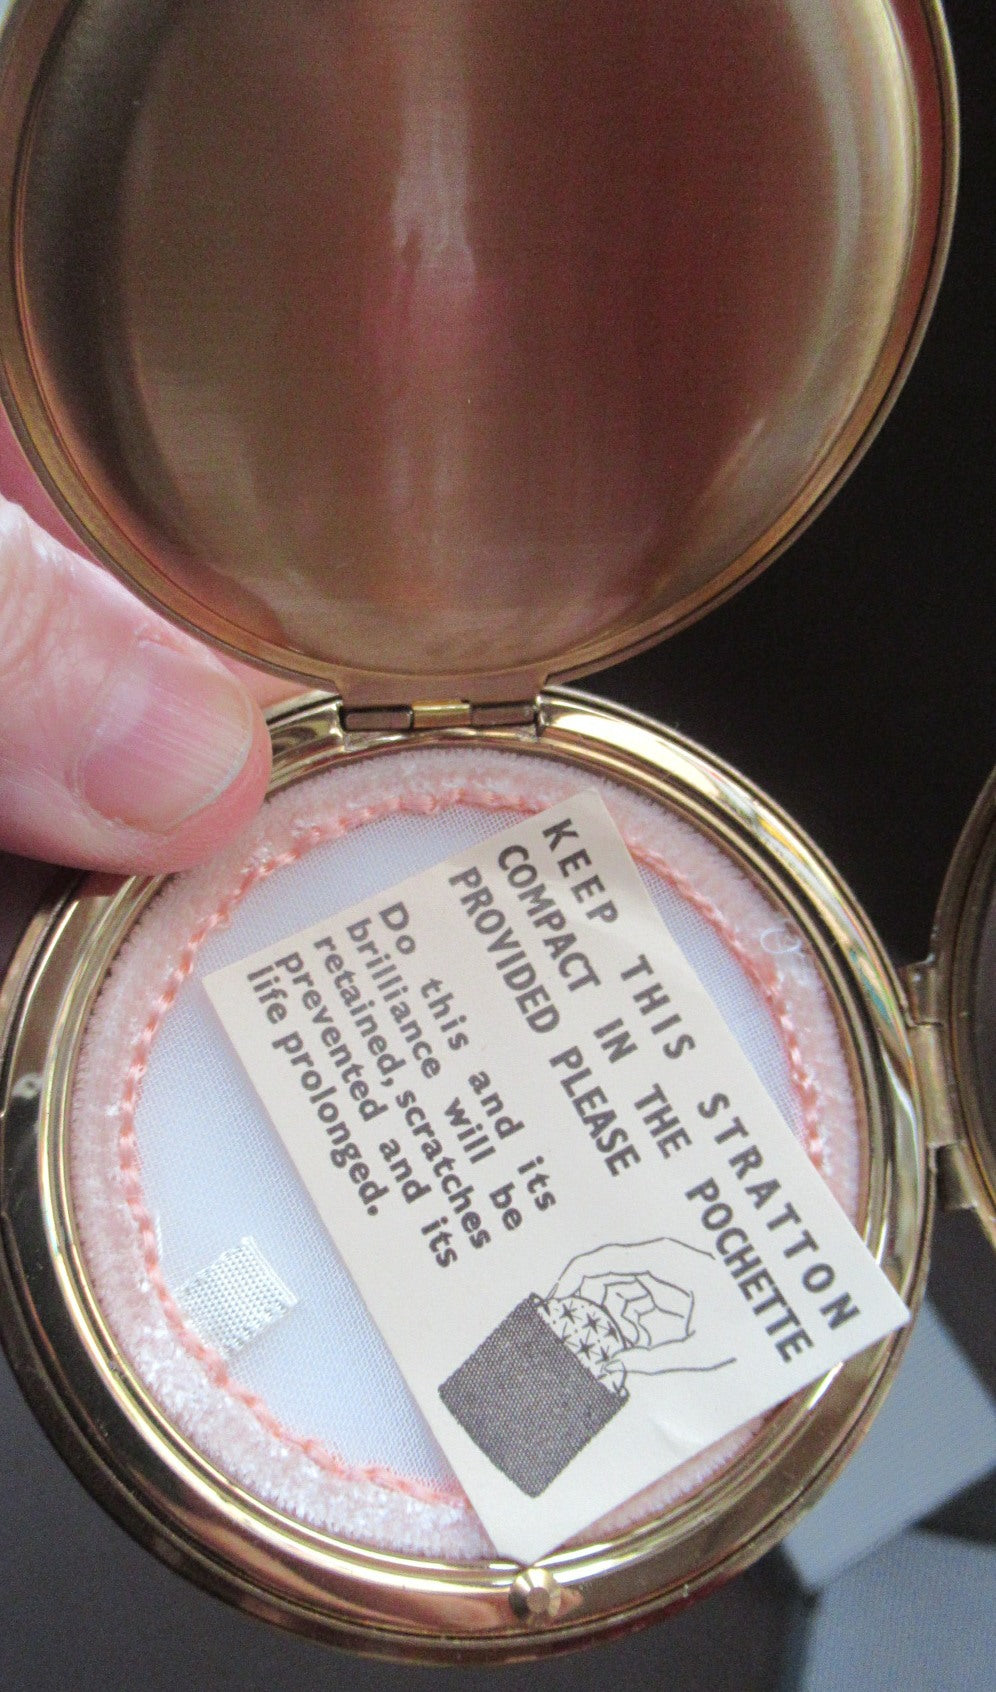 KEEP THIS STRATTON
COMPACT IN THE POCHETTE
PROVIDED PLEASE
Do this and its
brilliance will be
retained, scratches
prevented and its
life prolonged.